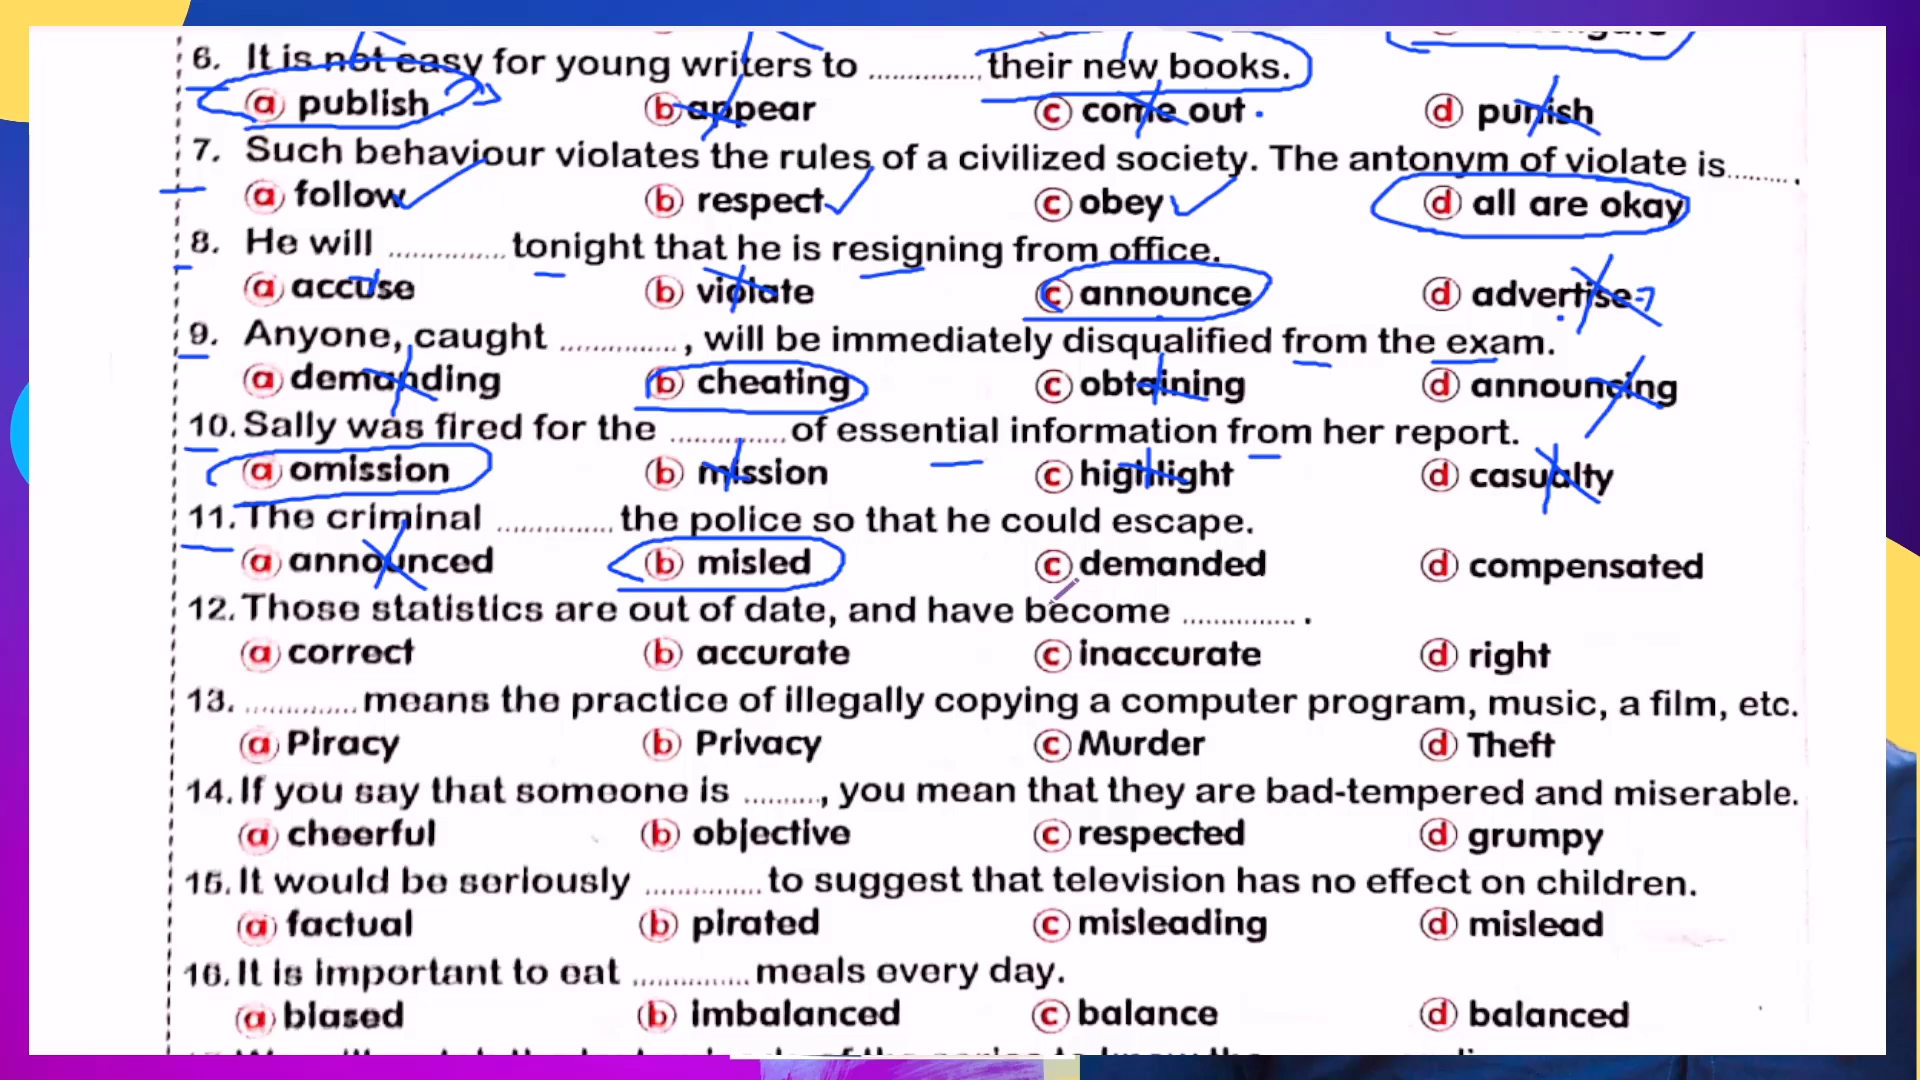 6. It is not easy for young writers to .............. their new books.
a publish b appear c come out d punish
7. Such behaviour violates the rules of a civilized society. The antonym of violate is......... .
a follow b respect c obey d all are okay
8. He will .............. tonight that he is resigning from office.
a accuse b violate c announce d advertise
9. Anyone, caught .............., will be immediately disqualified from the exam.
a demanding b cheating c obtaining d announcing
10. Sally was fired for the .............. of essential information from her report.
a omission b mission c highlight d casualty
11. The criminal .............. the police so that he could escape.
a announced b misled c demanded d compensated
12. Those statistics are out of date, and have become .............. .
a correct b accurate c inaccurate d right
13. .............. means the practice of illegally copying a computer program, music, a film, etc.
a Piracy b Privacy c Murder d Theft
14. If you say that someone is .........., you mean that they are bad-tempered and miserable.
a cheerful b objective c respected d grumpy
15. It would be seriously .............. to suggest that television has no effect on children.
a factual b pirated c misleading d mislead
16. It is important to eat .............. meals every day.
a biased b imbalanced c balance d balanced